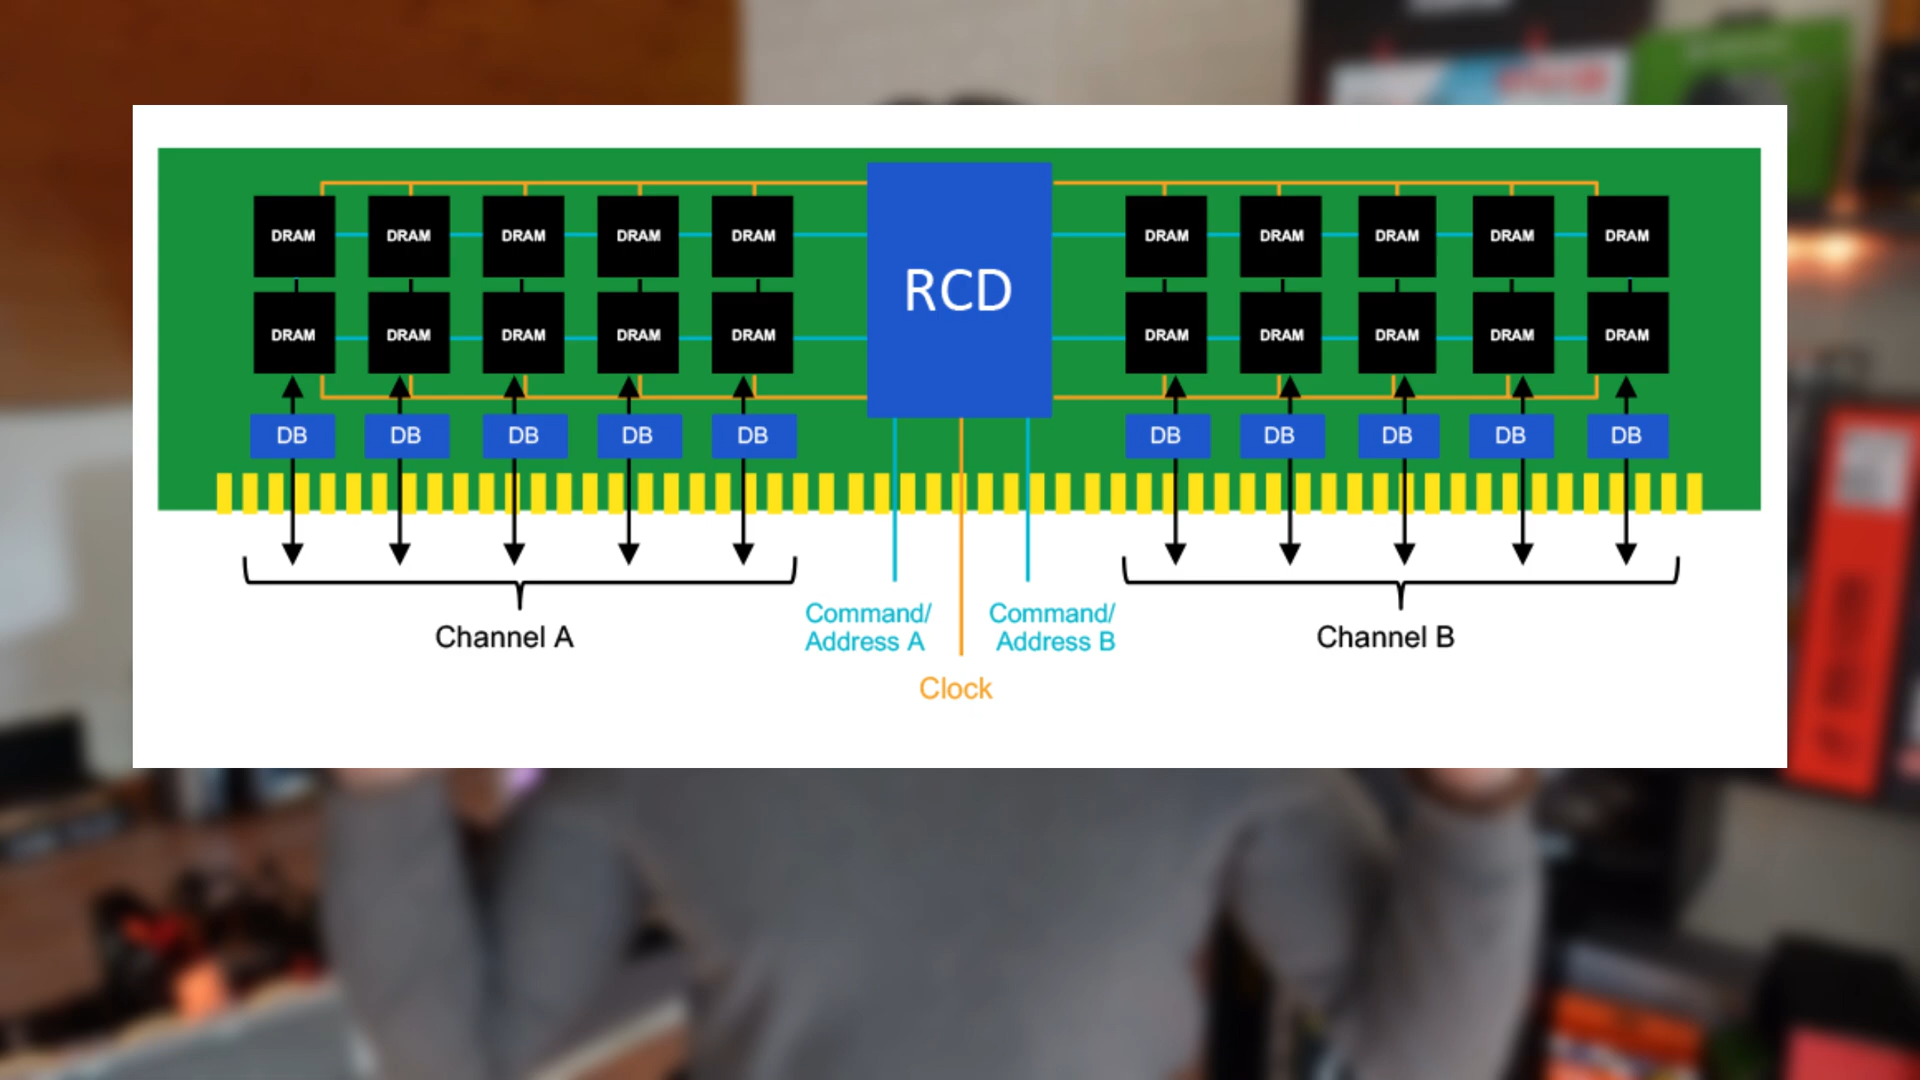 DRAM DRAM DRAM DRAM DRAM RCD DRAM DRAM DRAM DRAM DRAM
DRAM DRAM DRAM DRAM DRAM DRAM DRAM DRAM DRAM DRAM
DB DB DB DB DB DB DB DB DB DB
Channel A
Command/
Address A
Command/
Address B
Channel B
Clock